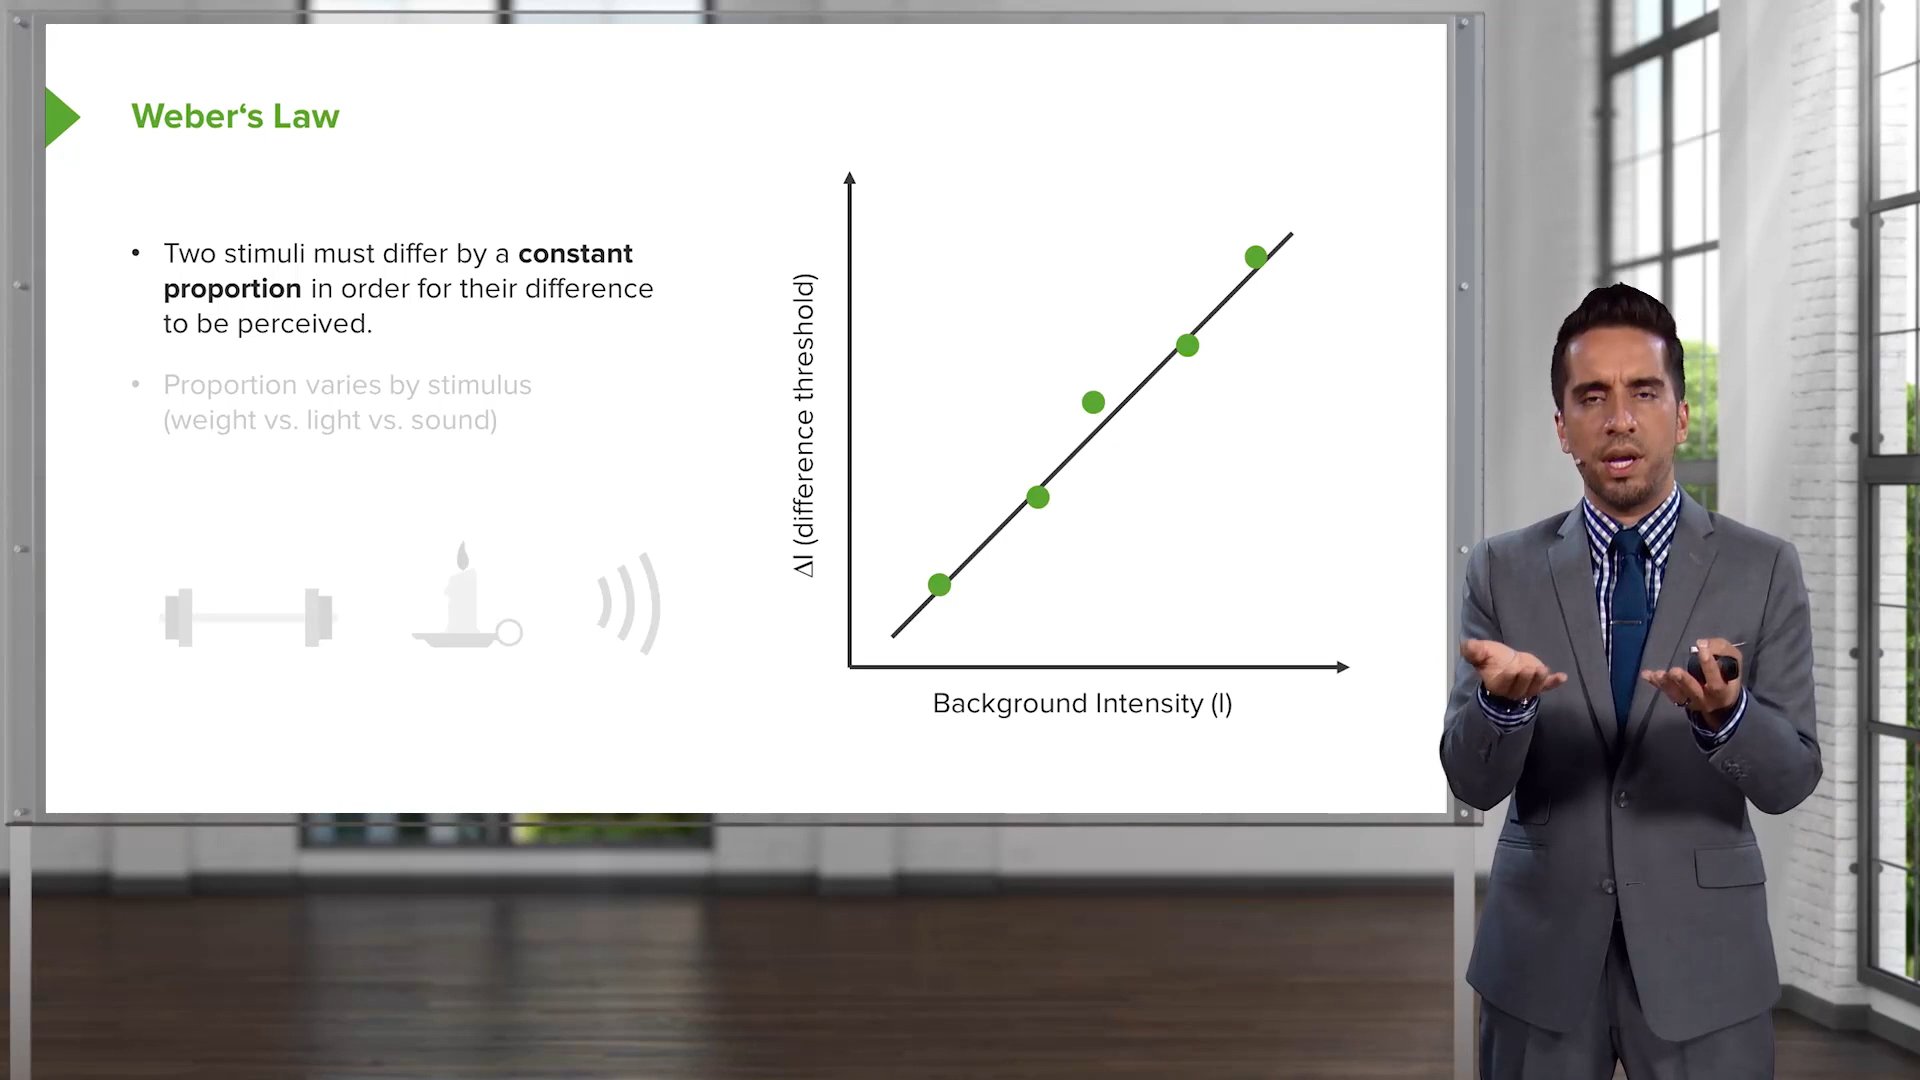 Weber‘s Law
• Two stimuli must differ by a constant
proportion in order for their difference
to be perceived.
• Proportion varies by stimulus
(weight vs. light vs. sound)
ΔI (difference threshold)
Background Intensity (I)